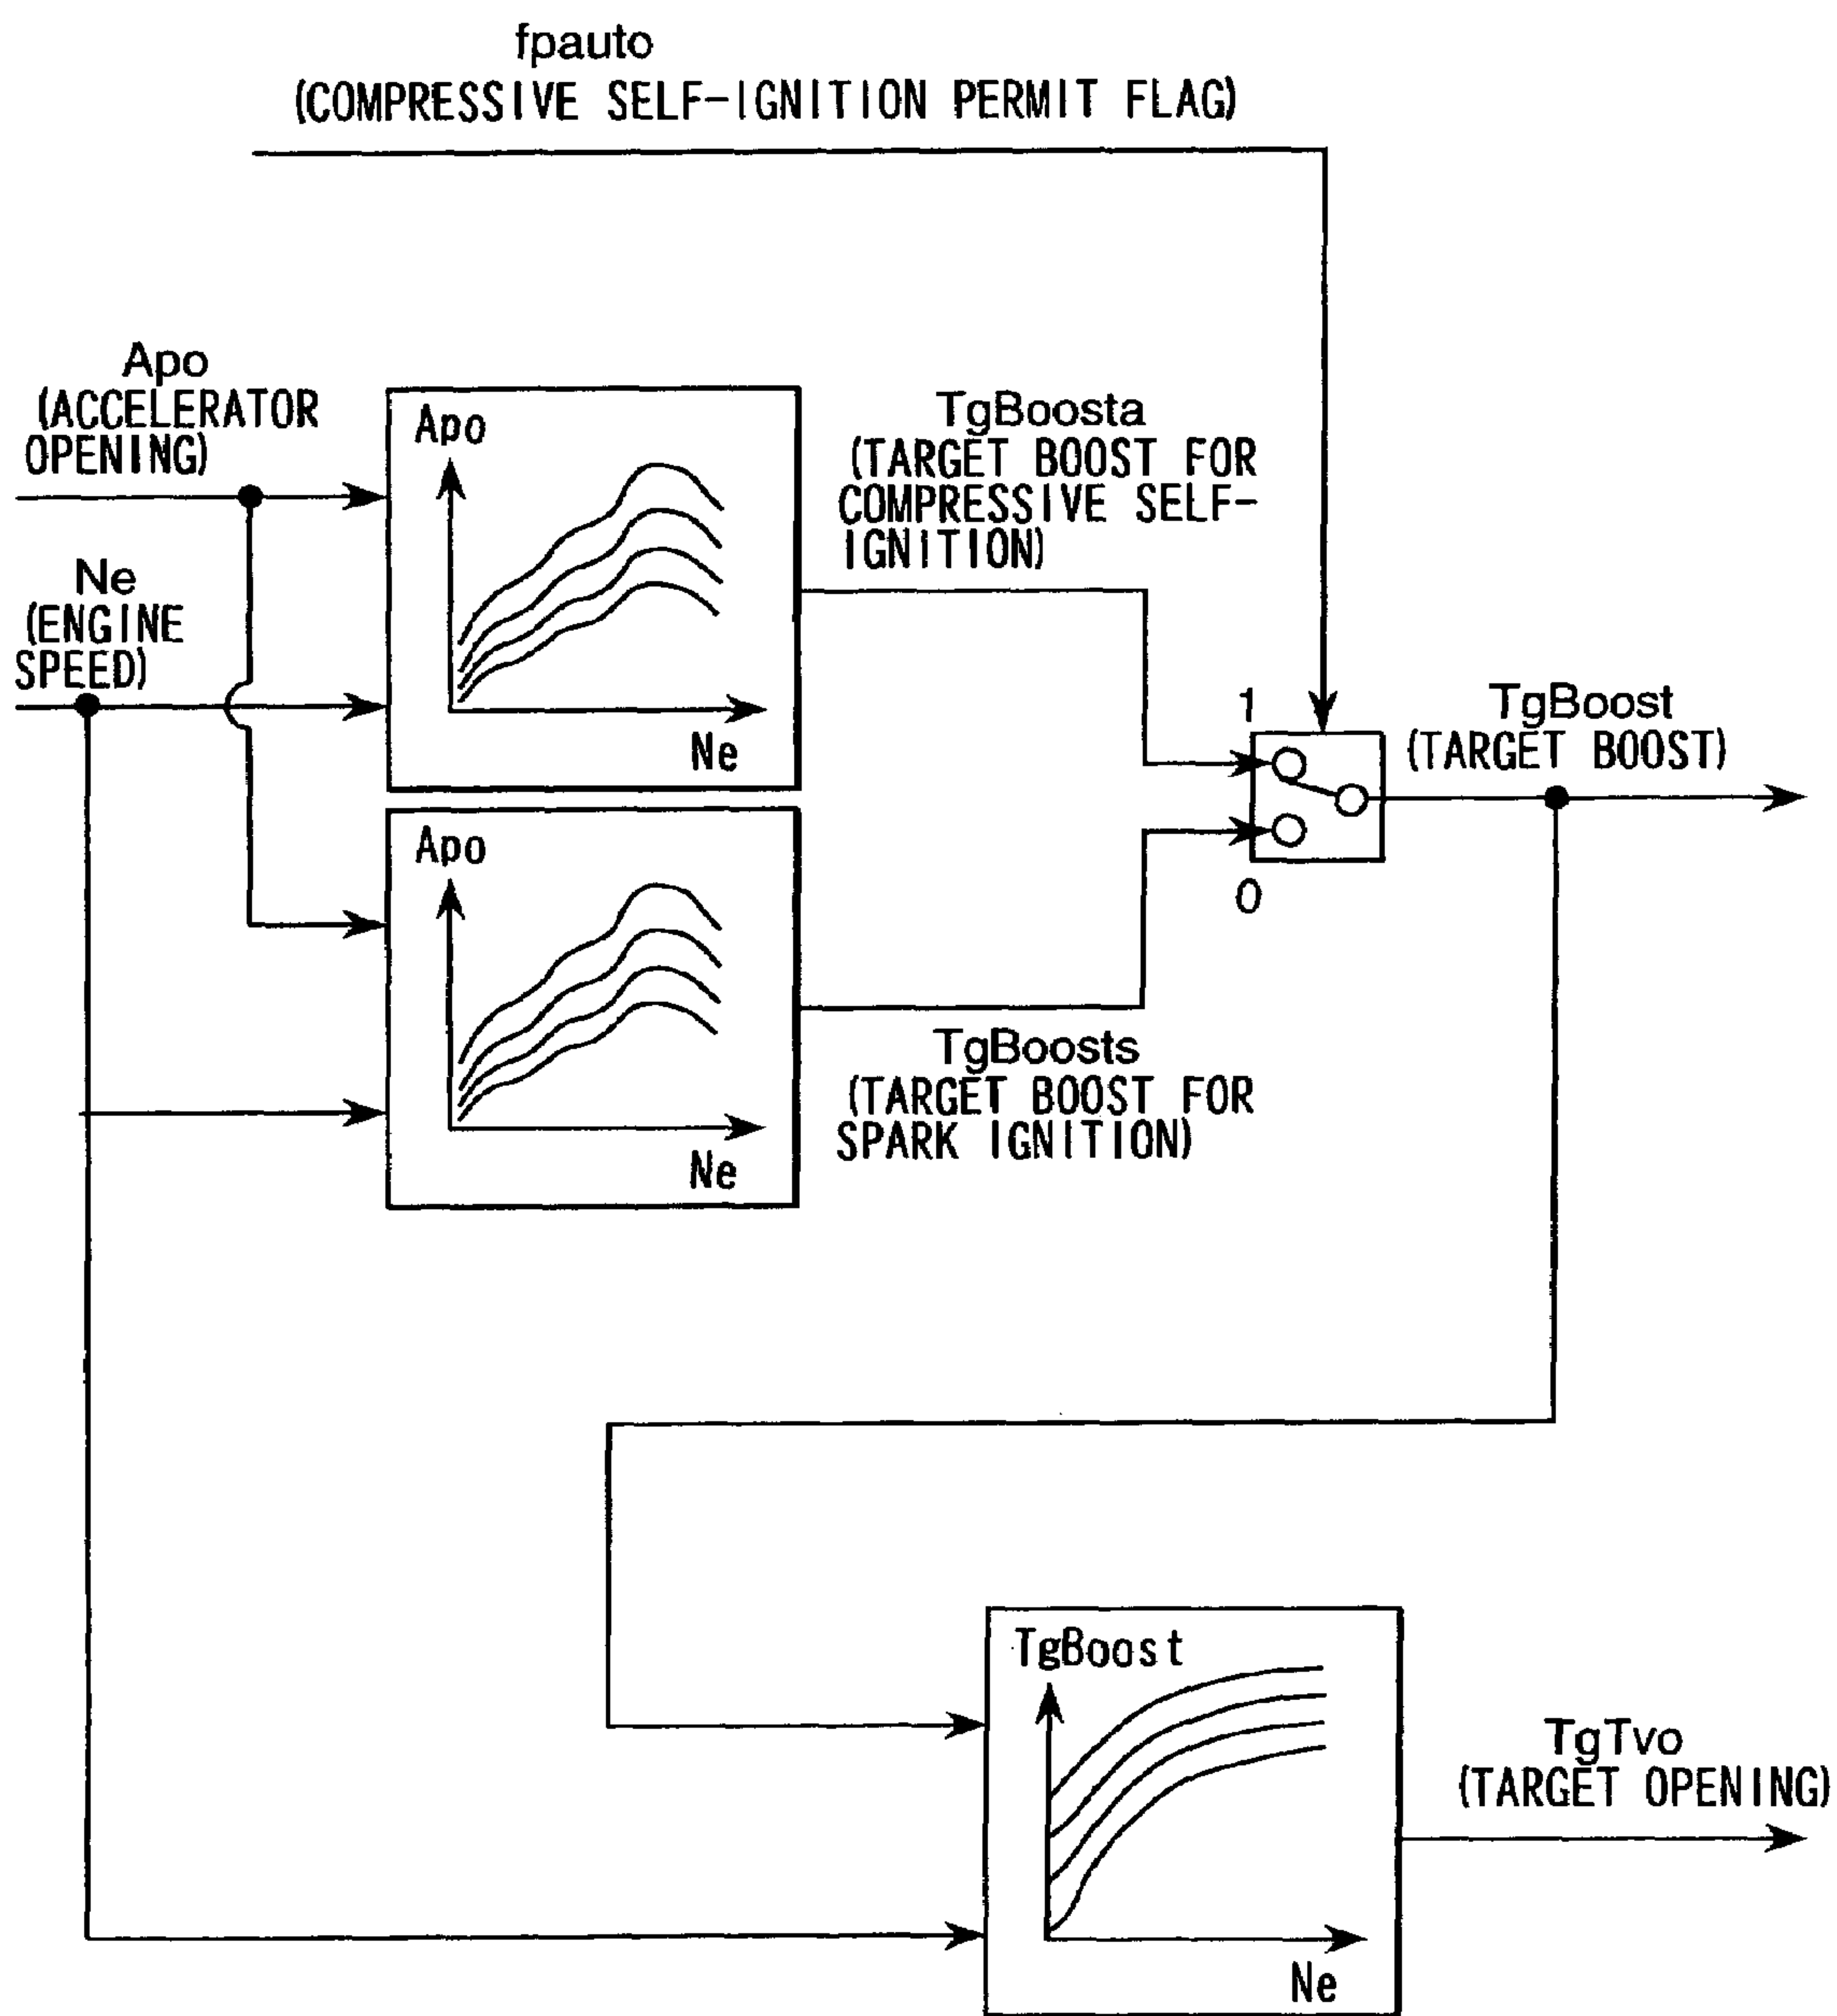 fpauto
(COMPRESSIVE SELF-IGNITION PERMIT FLAG)
Apo
(ACCELERATOR
OPENING)
Ne
(ENGINE
SPEED)
Apo
Ne
TgBoosta
(TARGET BOOST FOR
COMPRESSIVE SELF-
IGNITION)
1
0
TgBoost
(TARGET BOOST)
Apo
Ne
TgBoosts
(TARGET BOOST FOR
SPARK IGNITION)
TgBoost
Ne
TgTvo
(TARGET OPENING)